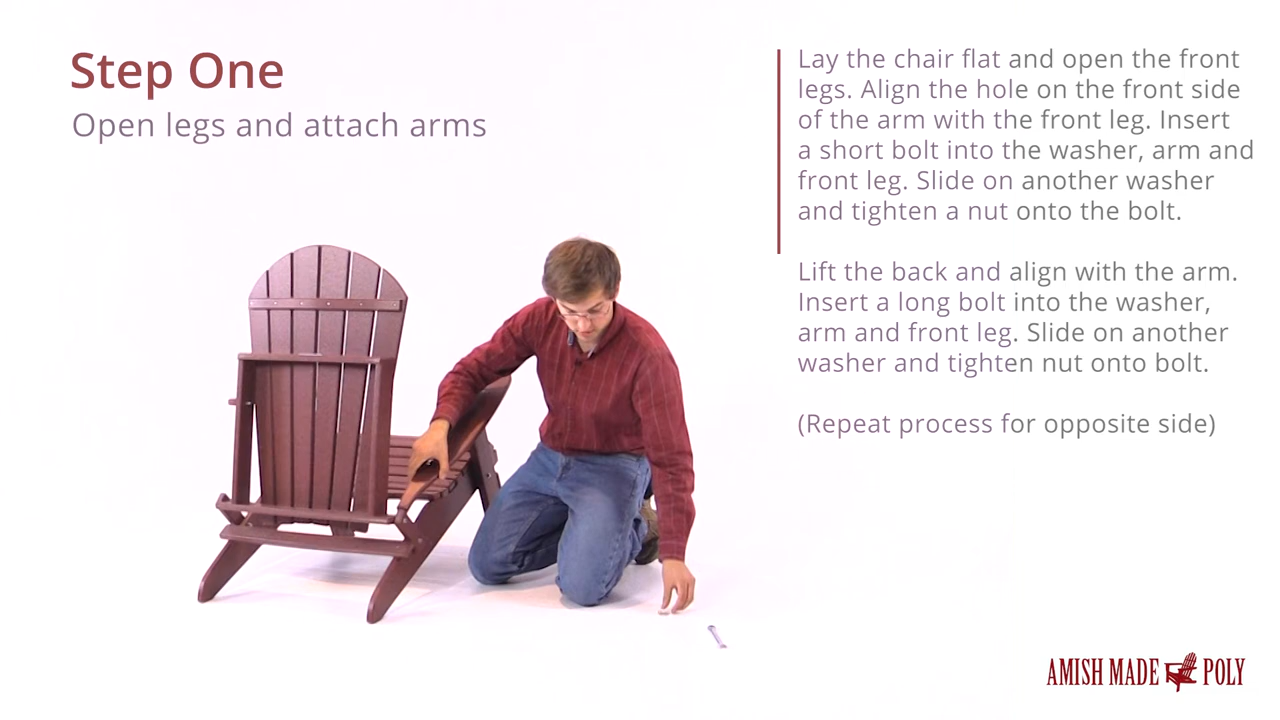 Step One
Open legs and attach arms
Lay the chair flat and open the front
legs. Align the hole on the front side
of the arm with the front leg. Insert
a short bolt into the washer, arm and
front leg. Slide on another washer
and tighten a nut onto the bolt.
Lift the back and align with the arm.
Insert a long bolt into the washer,
arm and front leg. Slide on another
washer and tighten nut onto bolt.
(Repeat process for opposite side)
AMISH MADE POLY